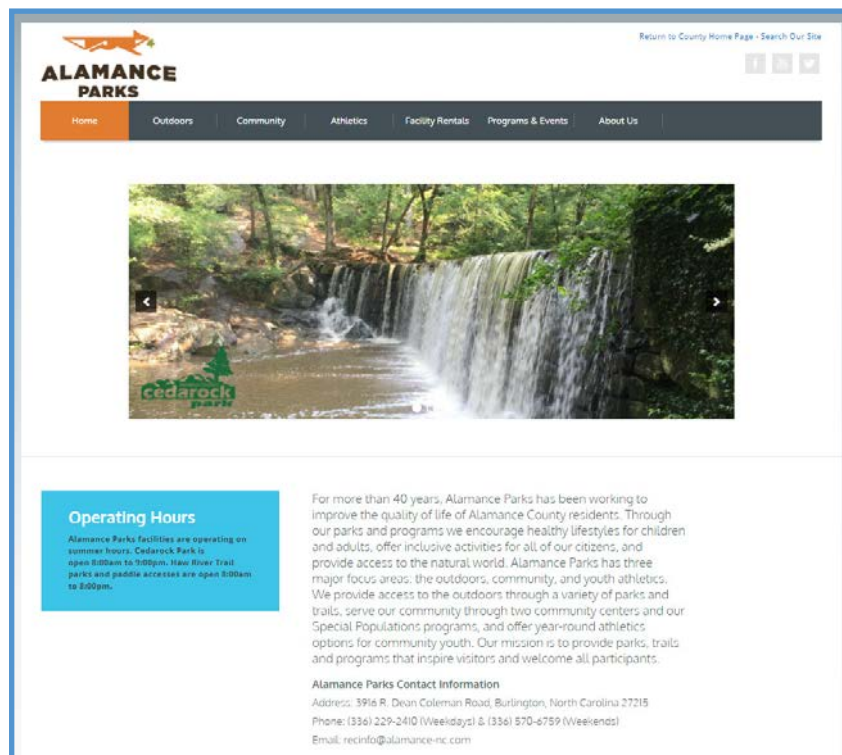 Return to County Home Page - Search Our Site
ALAMANCE
PARKS
Home Outdoors Community Athletics Facility Rentals Programs & Events About Us
cedarock
park
Operating Hours
Alamance Parks facilities are operating on
summer hours. Cedarock Park is
open 8:00am to 9:00pm. Haw River Trail
parks and paddle accesses are open 8:00am
to 8:00pm.
For more than 40 years, Alamance Parks has been working to
improve the quality of life of Alamance County residents. Through
our parks and programs we encourage healthy lifestyles for children
and adults, offer inclusive activities for all of our citizens, and
provide access to the natural world. Alamance Parks has three
major focus areas: the outdoors, community, and youth athletics.
We provide access to the outdoors through a variety of parks and
trails, serve our community through two community centers and our
Special Populations programs, and offer year-round athletics
options for community youth. Our mission is to provide parks, trails
and programs that inspire visitors and welcome all participants.
Alamance Parks Contact Information
Address: 3916 R. Dean Coleman Road, Burlington, North Carolina 27215
Phone: (336) 229-2410 (Weekdays) & (336) 570-6759 (Weekends)
Email: recinfo@alamance-nc.com